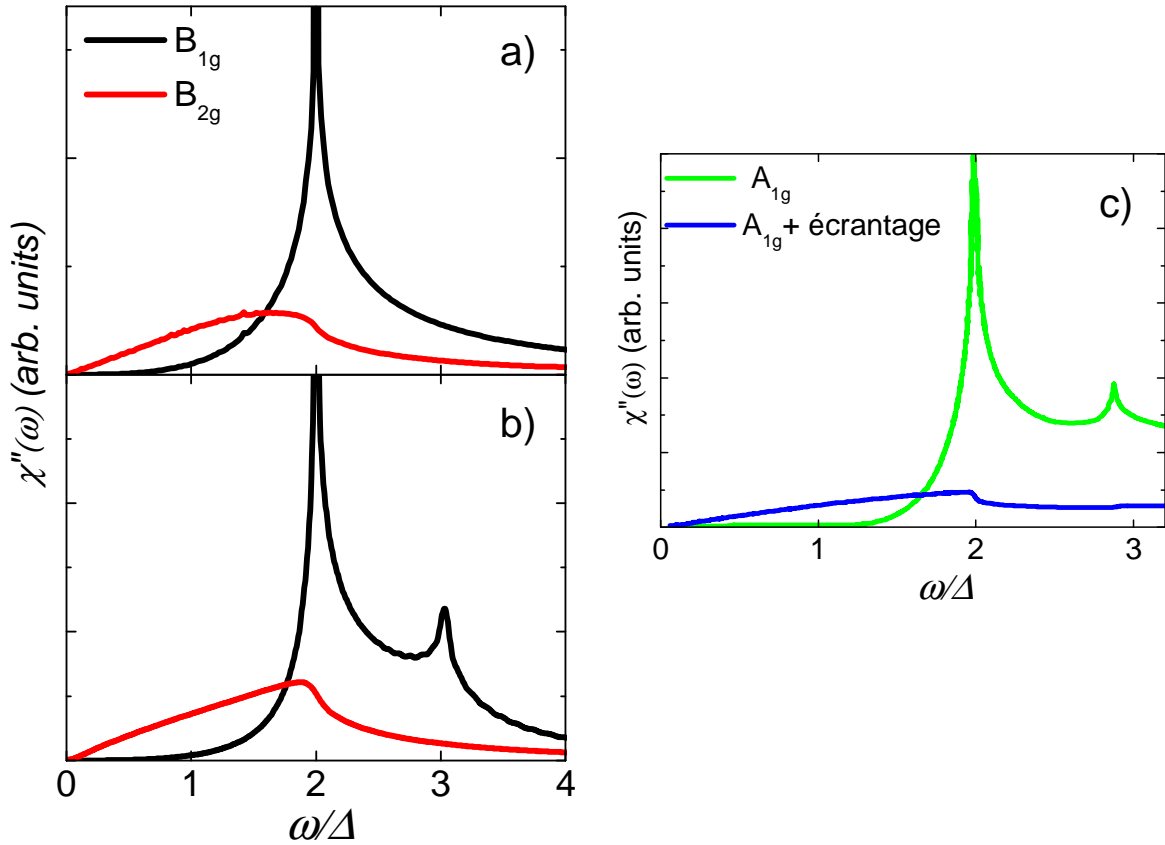 B1g
B2g
a)
b)
χ''(ω) (arb. units)
0 1 2 3 4
ω/Δ
A1g
A1g+ écrantage
c)
χ''(ω) (arb. units)
0 1 2 3
ω/Δ